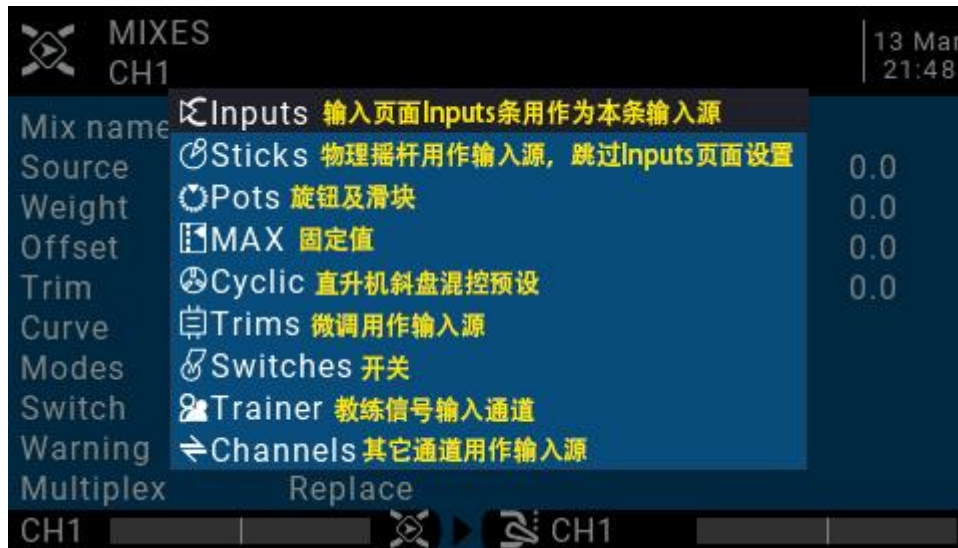 MIXES
CH1
13 Mar
21:48
Mix name
Source 0.0
Weight 0.0
Offset 0.0
Trim 0.0
Curve
Modes
Switch
Warning
Multiplex Replace
Inputs 输入页面Inputs条用作为本条输入源
Sticks 物理摇杆用作输入源，跳过Inputs页面设置
Pots 旋钮及滑块
MAX 固定值
Cyclic 直升机斜盘混控预设
Trims 微调用作输入源
Switches 开关
Trainer 教练信号输入通道
Channels 其它通道用作输入源
CH1 CH1